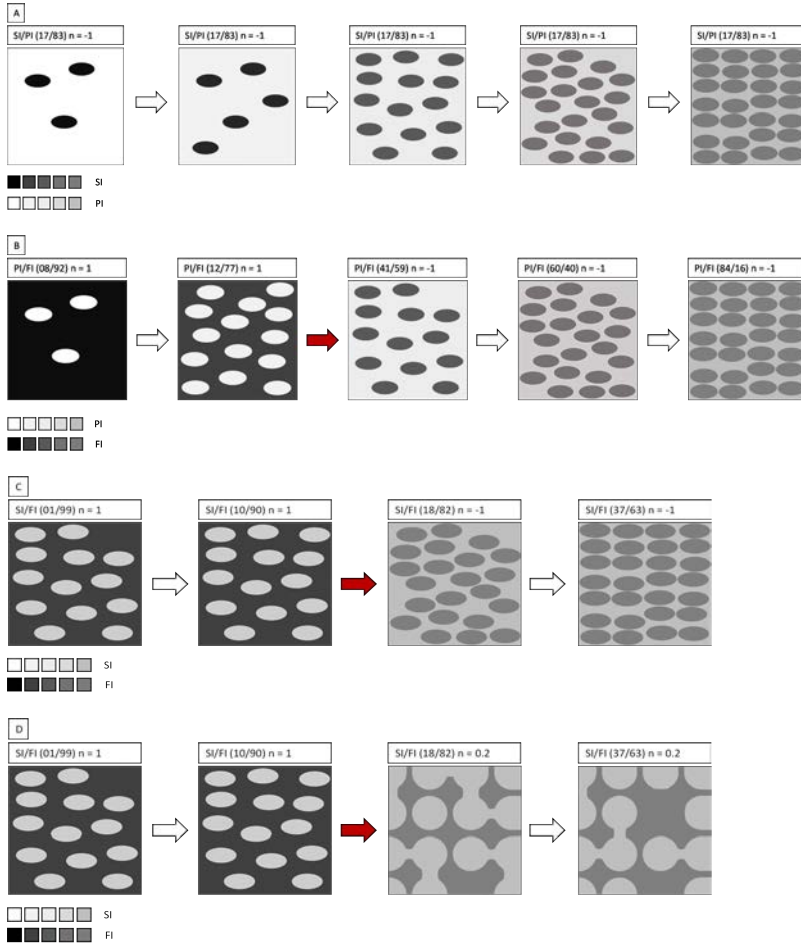 A
SI/PI (17/83) n = -1
SI/PI (17/83) n = -1
SI/PI (17/83) n = -1
SI/PI (17/83) n = -1
SI/PI (17/83) n = -1
SI
PI
B
PI/FI (08/92) n = 1
PI/FI (12/77) n = 1
PI/FI (41/59) n = -1
PI/FI (60/40) n = -1
PI/FI (84/16) n = -1
PI
FI
C
SI/FI (01/99) n = 1
SI/FI (10/90) n = 1
SI/FI (18/82) n = -1
SI/FI (37/63) n = -1
SI
FI
D
SI/FI (01/99) n = 1
SI/FI (10/90) n = 1
SI/FI (18/82) n = 0.2
SI/FI (37/63) n = 0.2
SI
FI